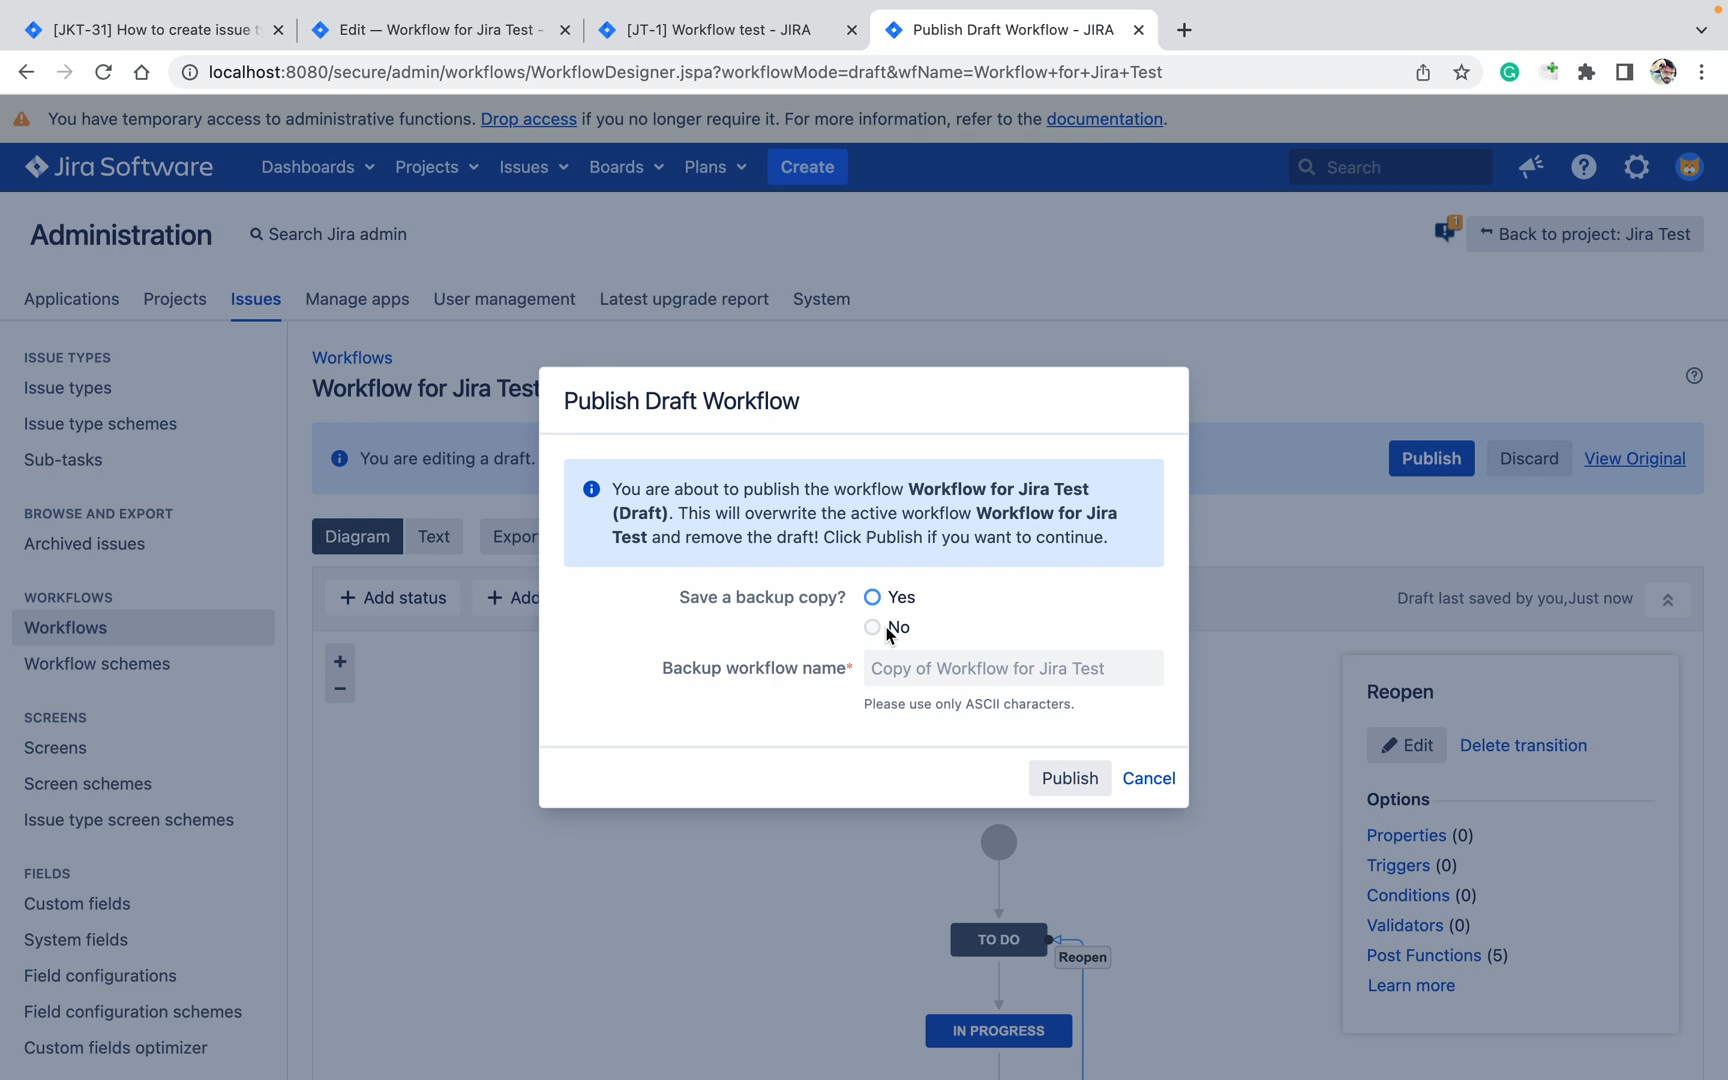 [JKT-31] How to create issue t
Edit — Workflow for Jira Test -
[JT-1] Workflow test - JIRA
Publish Draft Workflow - JIRA
localhost:8080/secure/admin/workflows/WorkflowDesigner.jspa?workflowMode=draft&wfName=Workflow+for+Jira+Test
You have temporary access to administrative functions. Drop access if you no longer require it. For more information, refer to the documentation.
Jira Software
Dashboards
Projects
Issues
Boards
Plans
Create
Search
Administration
Search Jira admin
1
Back to project: Jira Test
Applications
Projects
Issues
Manage apps
User management
Latest upgrade report
System
ISSUE TYPES
Issue types
Issue type schemes
Sub-tasks
BROWSE AND EXPORT
Archived issues
WORKFLOWS
Workflows
Workflow schemes
SCREENS
Screens
Screen schemes
Issue type screen schemes
FIELDS
Custom fields
System fields
Field configurations
Field configuration schemes
Custom fields optimizer
Workflows
Workflow for Jira Test
You are editing a draft.
Publish
Discard
View Original
Diagram
Text
Expor
+ Add status
+ Add
Draft last saved by you,Just now
Publish Draft Workflow
You are about to publish the workflow Workflow for Jira Test
(Draft). This will overwrite the active workflow Workflow for Jira
Test and remove the draft! Click Publish if you want to continue.
Save a backup copy?
Yes
No
Backup workflow name*
Copy of Workflow for Jira Test
Please use only ASCII characters.
Publish
Cancel
TO DO
Reopen
IN PROGRESS
Reopen
Edit
Delete transition
Options
Properties (0)
Triggers (0)
Conditions (0)
Validators (0)
Post Functions (5)
Learn more